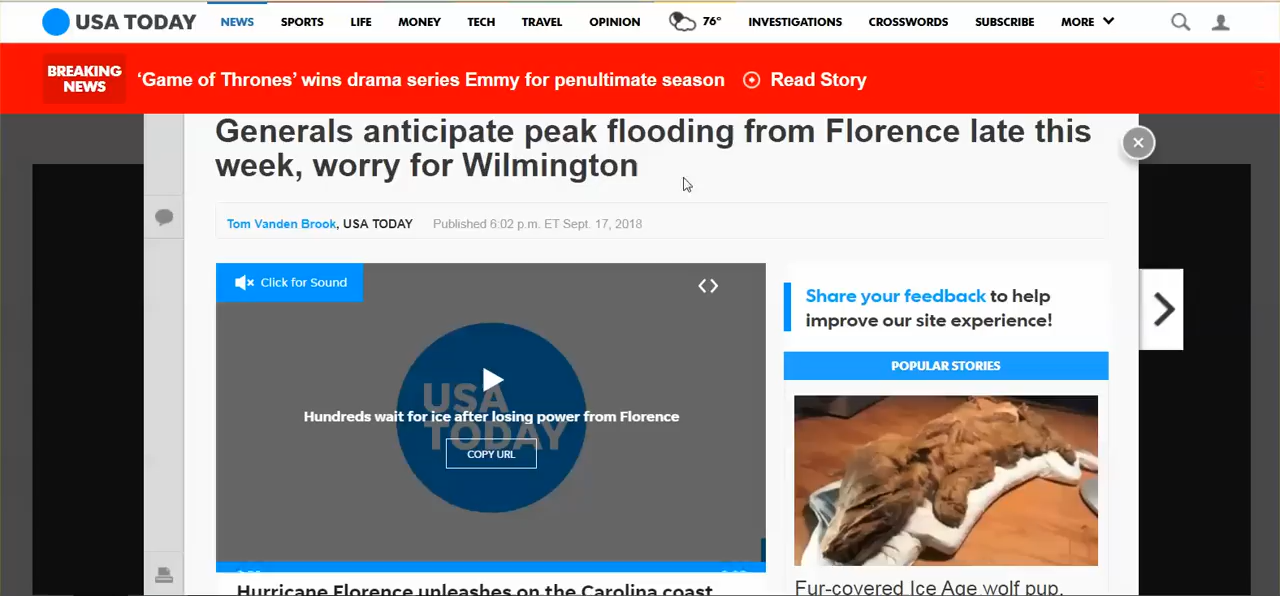 USA TODAY
NEWS SPORTS LIFE MONEY TECH TRAVEL OPINION 76° INVESTIGATIONS CROSSWORDS SUBSCRIBE MORE
BREAKING
NEWS
‘Game of Thrones’ wins drama series Emmy for penultimate season Read Story
Generals anticipate peak flooding from Florence late this
week, worry for Wilmington
Tom Vanden Brook, USA TODAY Published 6:02 p.m. ET Sept. 17, 2018
Click for Sound
USA
TODAY
Hundreds wait for ice after losing power from Florence
COPY URL
Hurricane Florence unleashes on the Carolina coast
Share your feedback to help
improve our site experience!
POPULAR STORIES
Fur-covered Ice Age wolf pup,